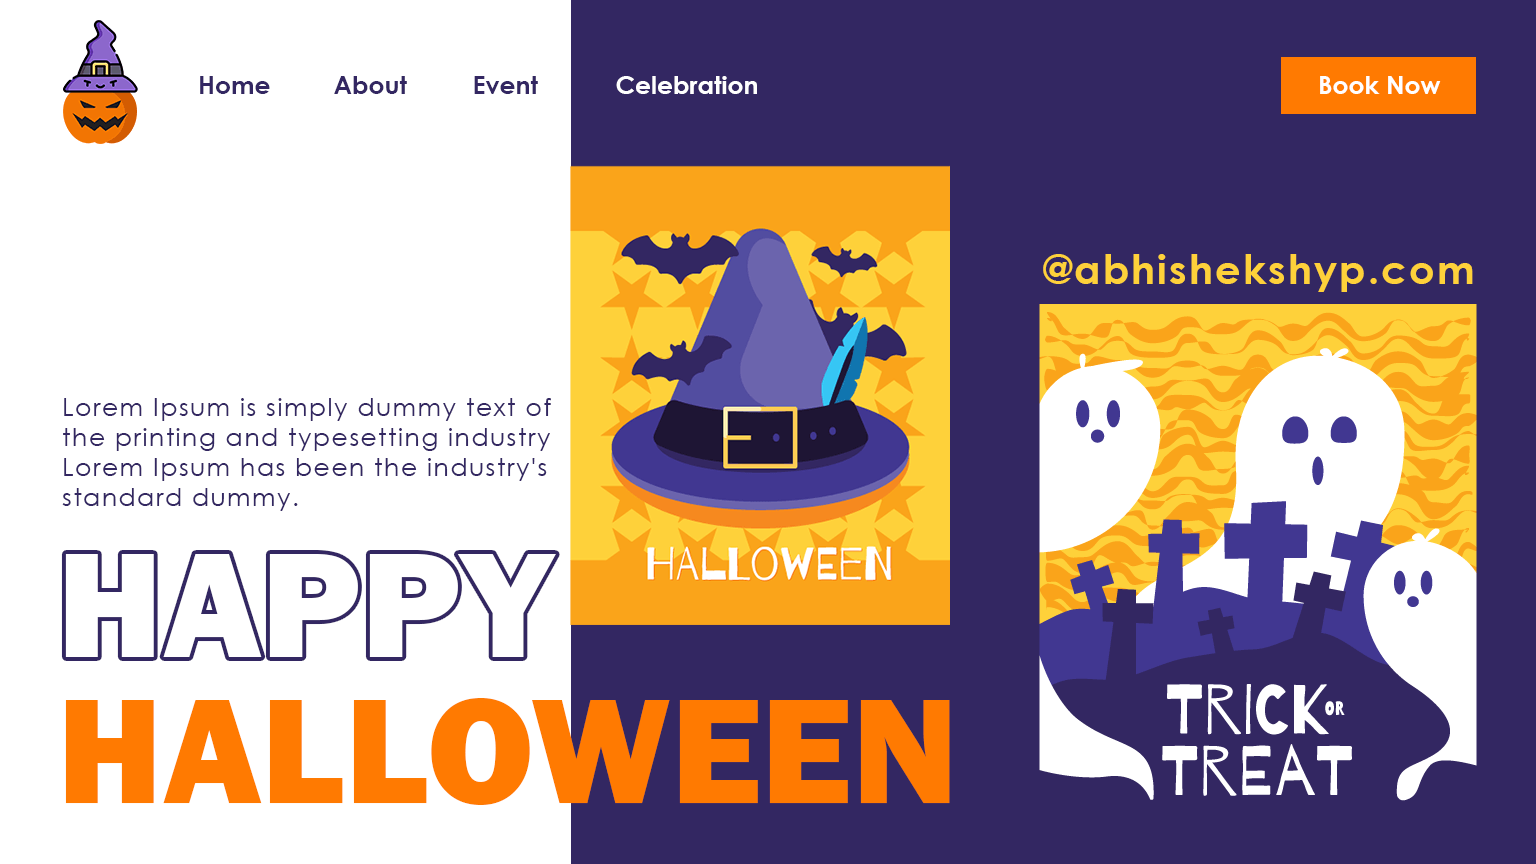 Home
About
Event
Celebration
Book Now
@abhishekshyp.com
Lorem Ipsum is simply dummy text of
the printing and typesetting industry
Lorem Ipsum has been the industry's
standard dummy.
HAPPY
HALLOWEEN
HALLOWEEN
TRICK OR
TREAT